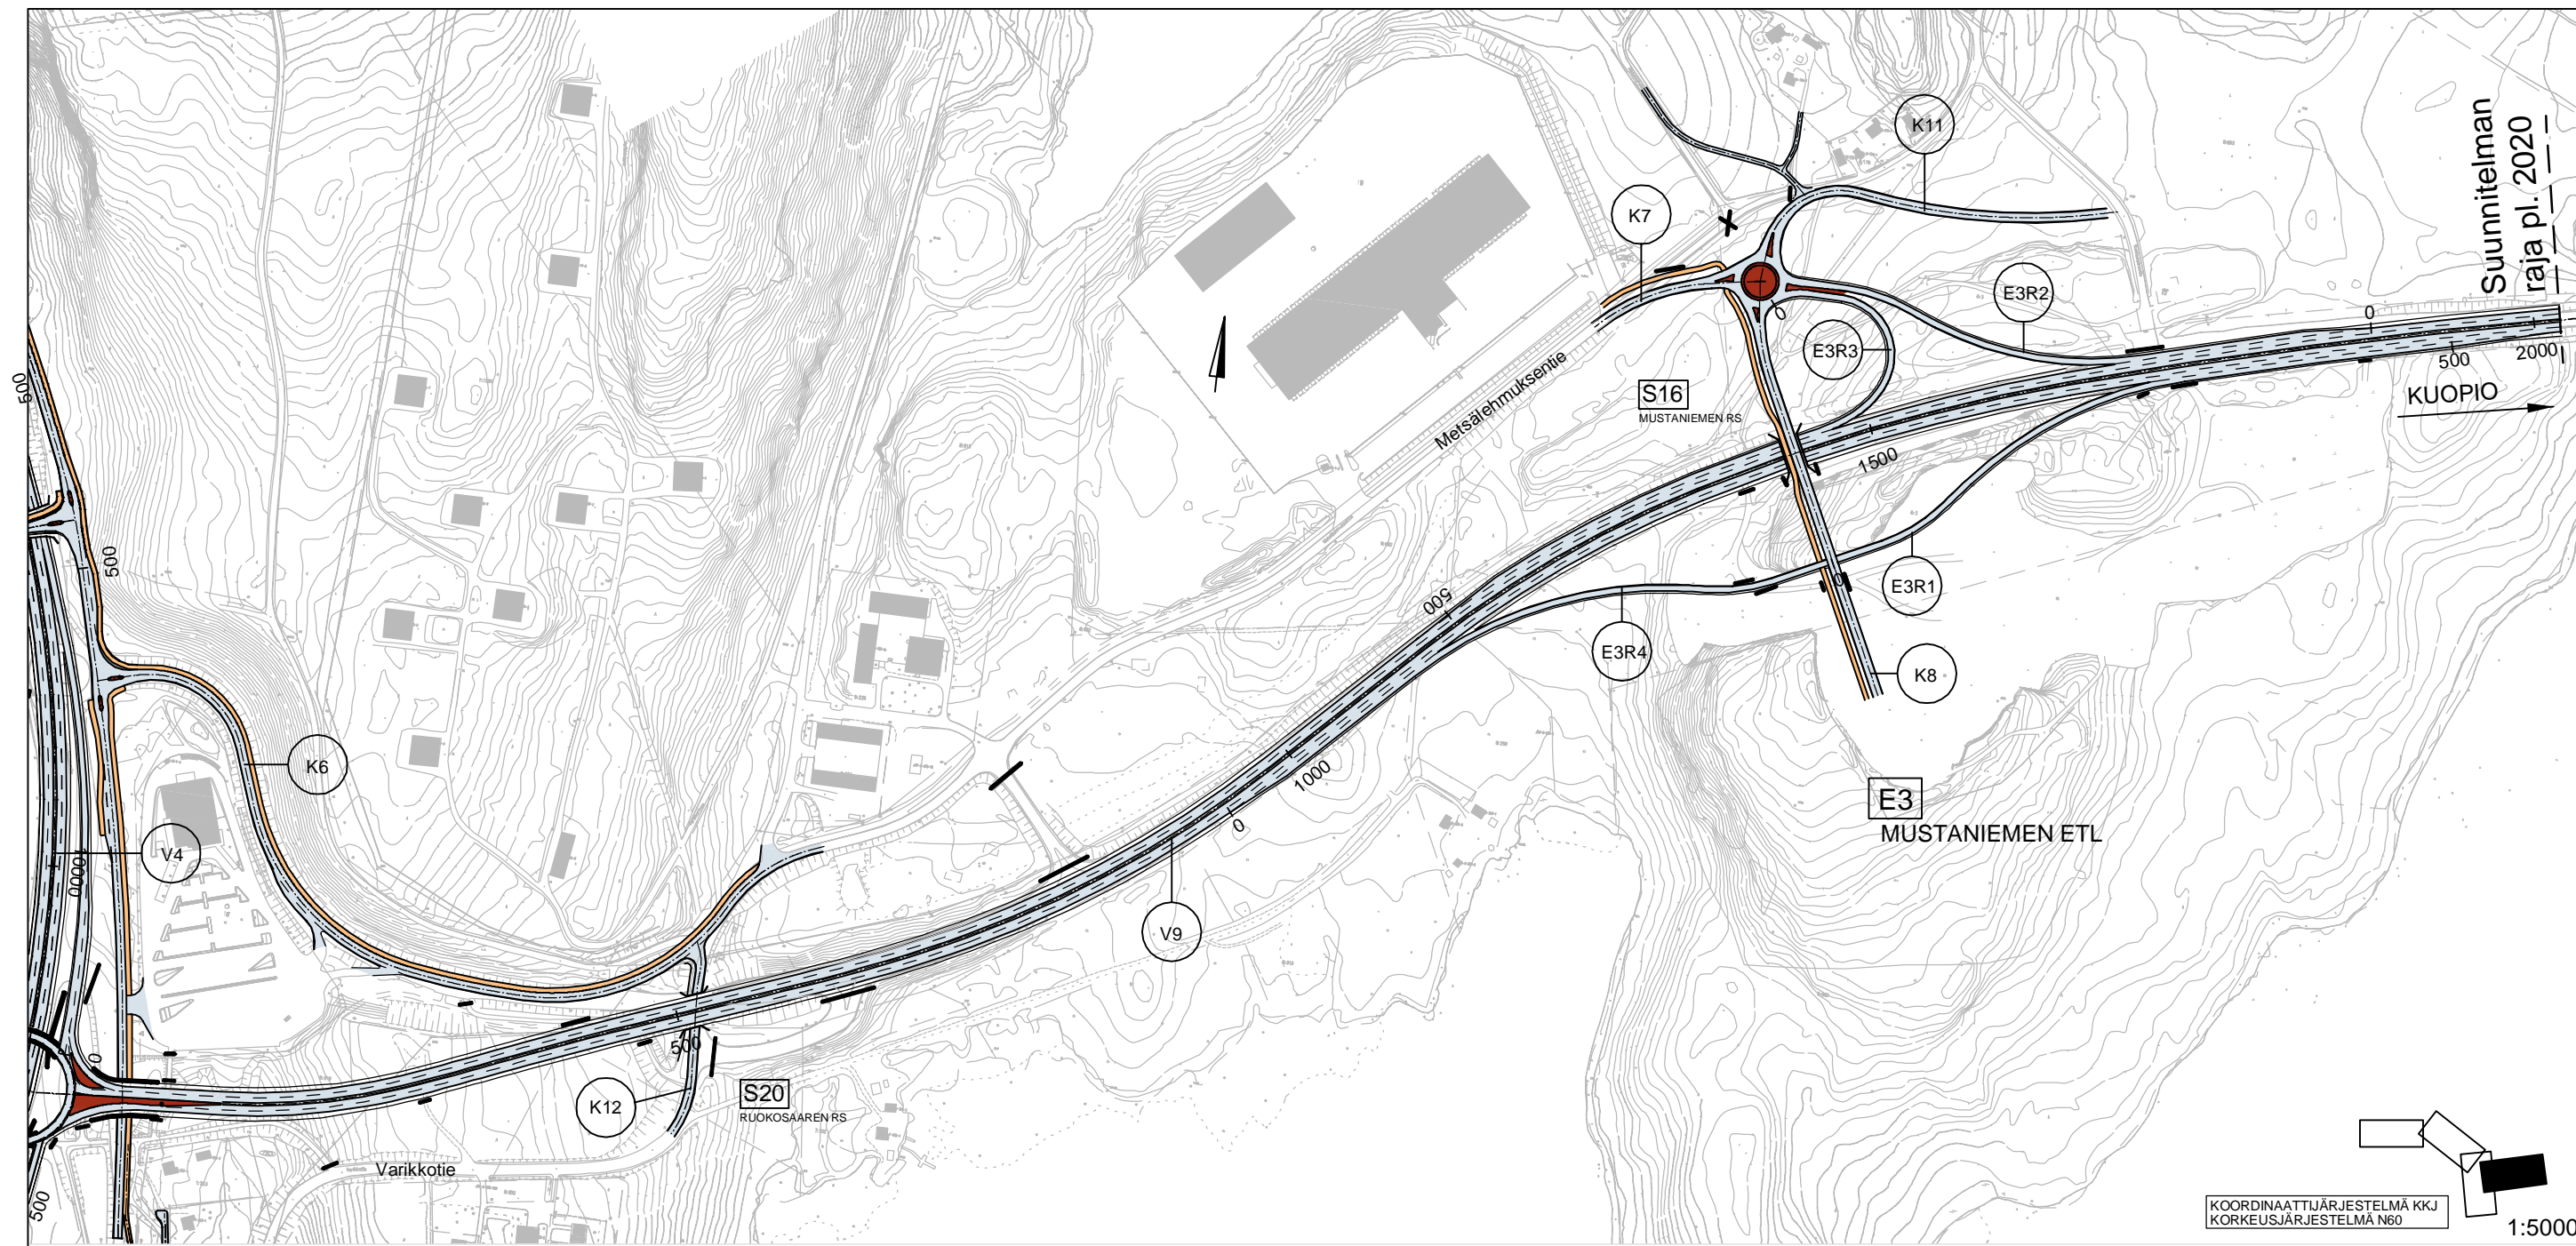 K11
Suunnitelman
raja pl. 2020
K7
E3R2
0
0
E3R3
500
2000
KUOPIO
500
S16
MUSTANIEMEN RS
Metsälehmuksentie
1500
500
0
E3R1
500
E3R4
K8
K6
1000
E3
MUSTANIEMEN ETL
0
V4
10000
V9
0
500
K12
S20
RUOKOSAAREN RS
Varikkotie
500
KOORDINAATTIJÄRJESTELMÄ KKJ
KORKEUSJÄRJESTELMÄ N60
1:5000